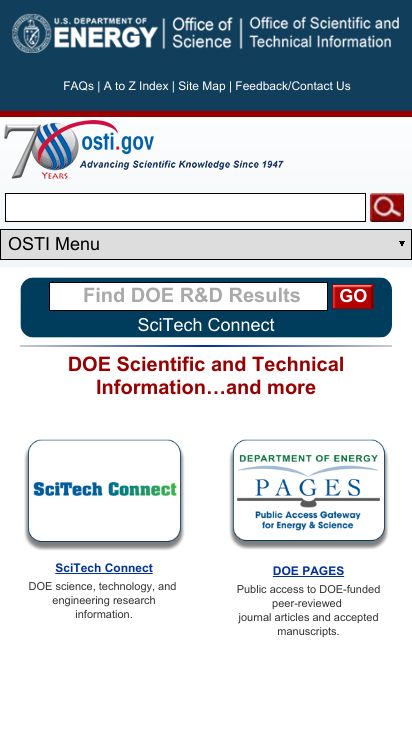 U.S. DEPARTMENT OF
ENERGY
Office of
Science
Office of Scientific and
Technical Information
FAQs | A to Z Index | Site Map | Feedback/Contact Us
70
YEARS
osti.gov
Advancing Scientific Knowledge Since 1947
OSTI Menu
Find DOE R&D Results
GO
SciTech Connect
DOE Scientific and Technical
Information…and more
SciTech Connect
DEPARTMENT OF ENERGY
PAGES
Public Access Gateway
for Energy & Science
SciTech Connect
DOE science, technology, and
engineering research
information.
DOE PAGES
Public access to DOE-funded
peer-reviewed
journal articles and accepted
manuscripts.